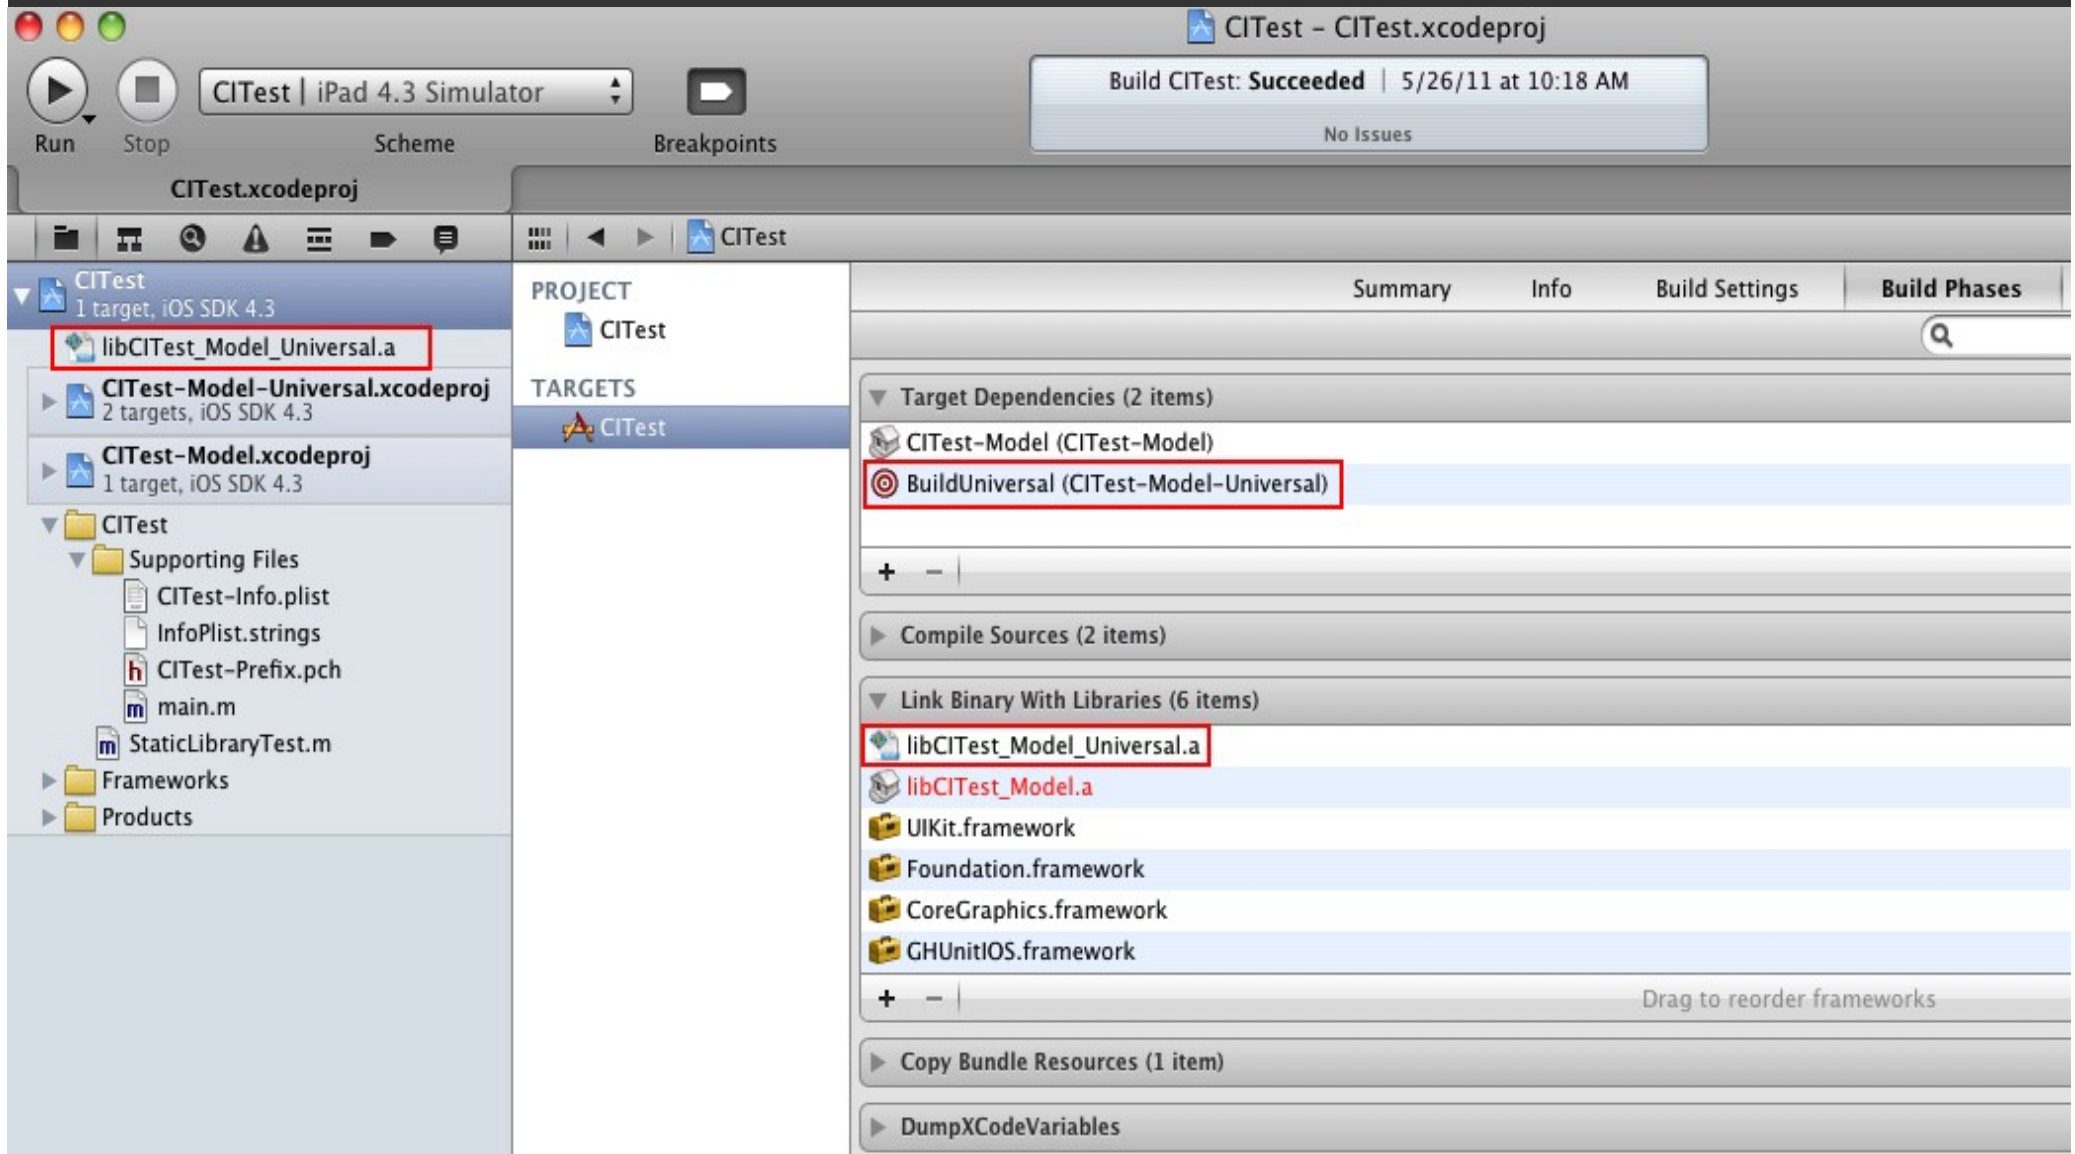 CITest – CITest.xcodeproj
CITest | iPad 4.3 Simulator
Build CITest: Succeeded | 5/26/11 at 10:18 AM
No Issues
Run Stop Scheme Breakpoints
CITest.xcodeproj
CITest
CITest
1 target, iOS SDK 4.3
libCITest_Model_Universal.a
CITest-Model-Universal.xcodeproj
2 targets, iOS SDK 4.3
CITest-Model.xcodeproj
1 target, iOS SDK 4.3
CITest
Supporting Files
CITest-Info.plist
InfoPlist.strings
h CITest-Prefix.pch
m main.m
m StaticLibraryTest.m
Frameworks
Products
PROJECT
CITest
TARGETS
CITest
Summary Info Build Settings Build Phases
Target Dependencies (2 items)
CITest-Model (CITest-Model)
BuildUniversal (CITest-Model-Universal)
+ –
Compile Sources (2 items)
Link Binary With Libraries (6 items)
libCITest_Model_Universal.a
libCITest_Model.a
UIKit.framework
Foundation.framework
CoreGraphics.framework
GHUnitIOS.framework
+ – Drag to reorder frameworks
Copy Bundle Resources (1 item)
DumpXCodeVariables